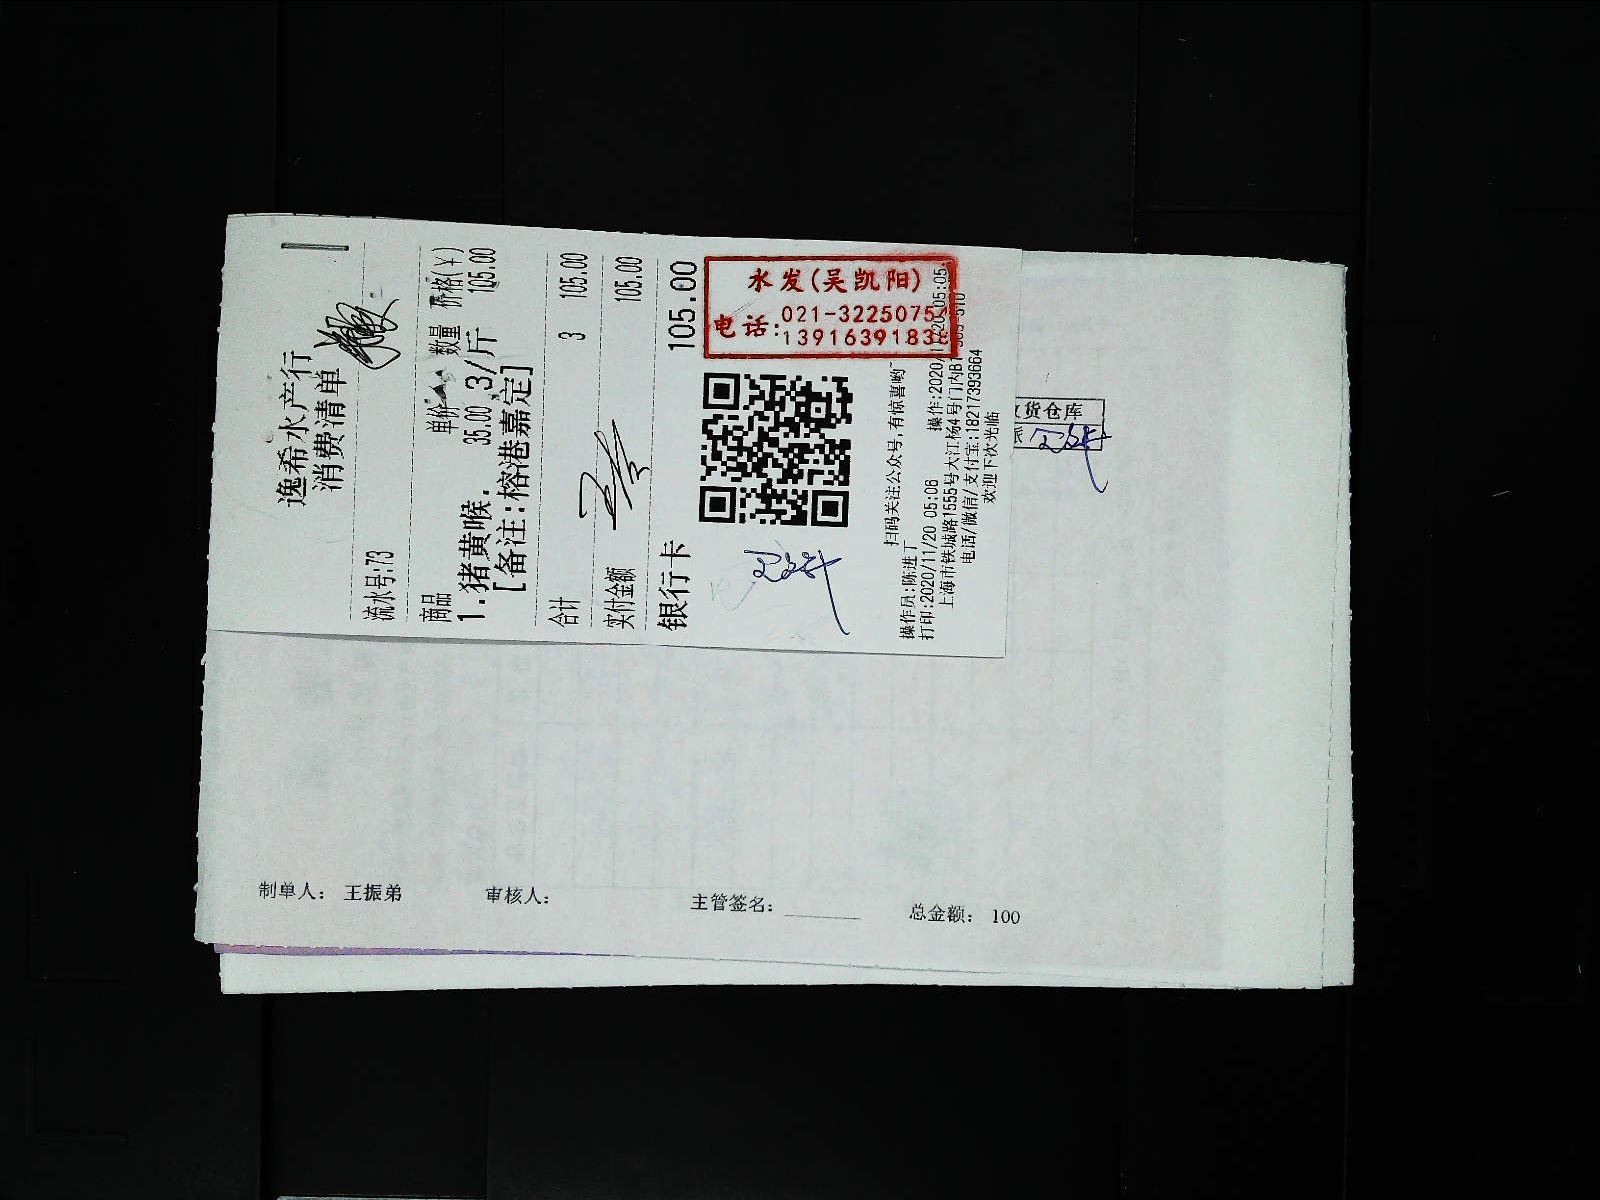 逸希水产行
消费清单
流水号:73
商品 单价 数量 价格(¥)
1.猪黄喉. 35.00 3/斤 105.00
[备注:榕港嘉定]
合计 3 105.00
实付金额 105.00
银行卡 105.00
水发(吴凯阳)
电话:021-3225075
1391639183
扫码关注公众号,有惊喜哟~
操作员:陈进丁 操作:2020/11/20 05:05
打印:2020/11/20 05:06
上海市铁城路1555号大江杨4号门内B
电话/微信/支付宝:18217393664
欢迎下次光临
货仓库
制单人: 王振弟 审核人: 主管签名: 总金额: 100